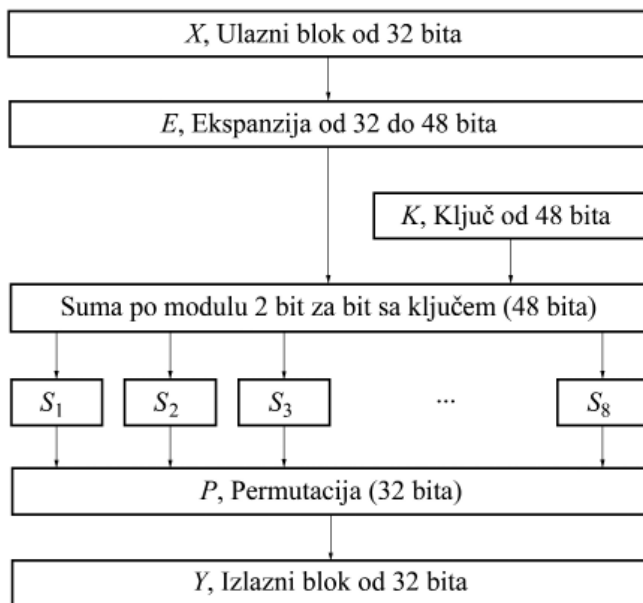 X, Ulazni blok od 32 bita
E, Ekspanzija od 32 do 48 bita
K, Ključ od 48 bita
Suma po modulu 2 bit za bit sa ključem (48 bita)
S1 S2 S3 ... S8
P, Permutacija (32 bita)
Y, Izlazni blok od 32 bita